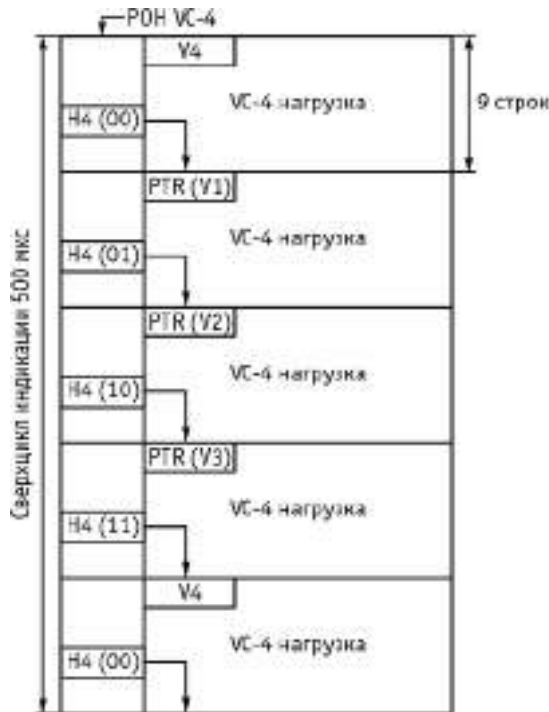 POH VC-4
V4
VC-4 нагрузка
9 строк
H4 (00)
PTR (V1)
VC-4 нагрузка
H4 (01)
PTR (V2)
VC-4 нагрузка
H4 (10)
PTR (V3)
VC-4 нагрузка
H4 (11)
V4
VC-4 нагрузка
H4 (00)
Сверхцикл индикации 500 мкс